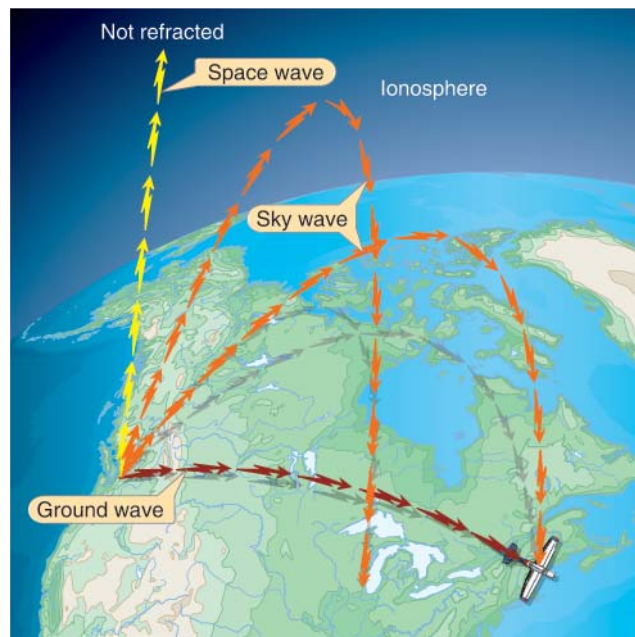 Not refracted
Space wave
Ionosphere
Sky wave
Ground wave